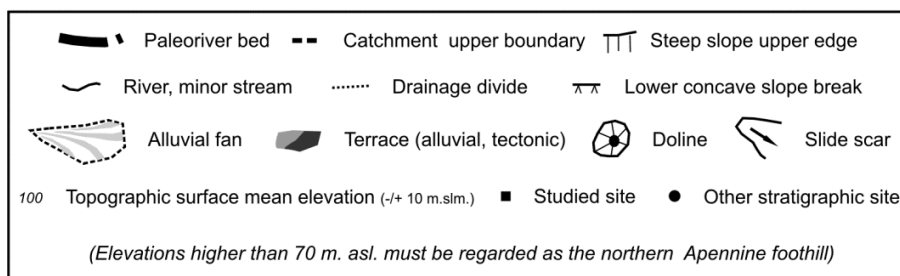 Paleoriver bed Catchment upper boundary Steep slope upper edge
River, minor stream Drainage divide Lower concave slope break
Alluvial fan Terrace (alluvial, tectonic) Doline Slide scar
100 Topographic surface mean elevation (-/+ 10 m.slm.) Studied site Other stratigraphic site
(Elevations higher than 70 m. asl. must be regarded as the northern Apennine foothill)